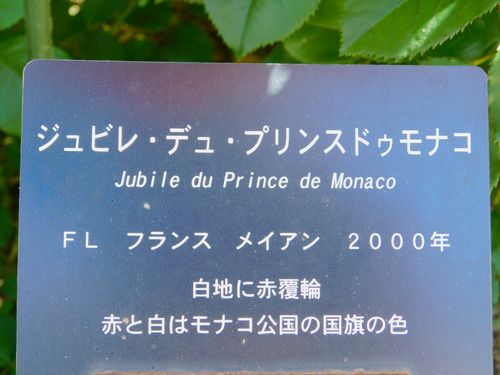 ジュビレ・デュ・プリンスドゥモナコ
Jubile du Prince de Monaco
FL フランス メイアン 2000年
白地に赤覆輪
赤と白はモナコ公国の国旗の色